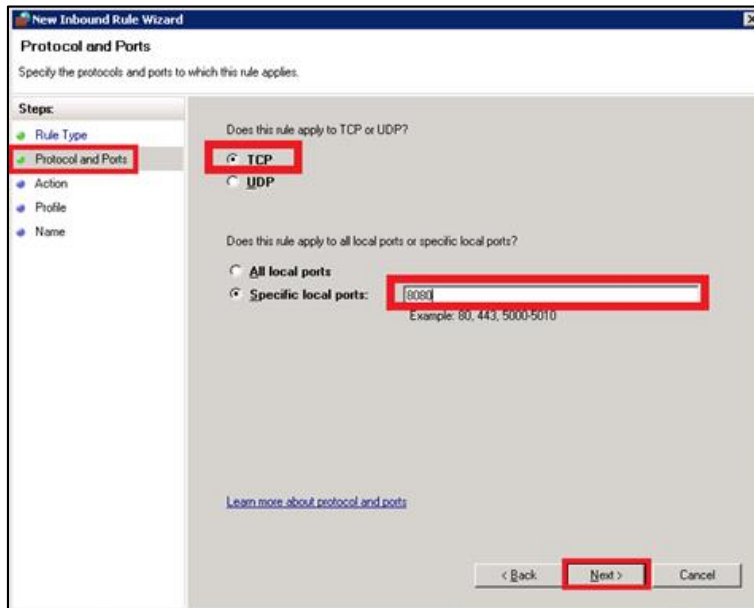 New Inbound Rule Wizard
Protocol and Ports
Specify the protocols and ports to which this rule applies.
Steps:
Rule Type
Protocol and Ports
Action
Profile
Name
Does this rule apply to TCP or UDP?
TCP
UDP
Does this rule apply to all local ports or specific local ports?
All local ports
Specific local ports: 8080
Example: 80, 443, 5000-5010
Learn more about protocol and ports
< Back Next > Cancel